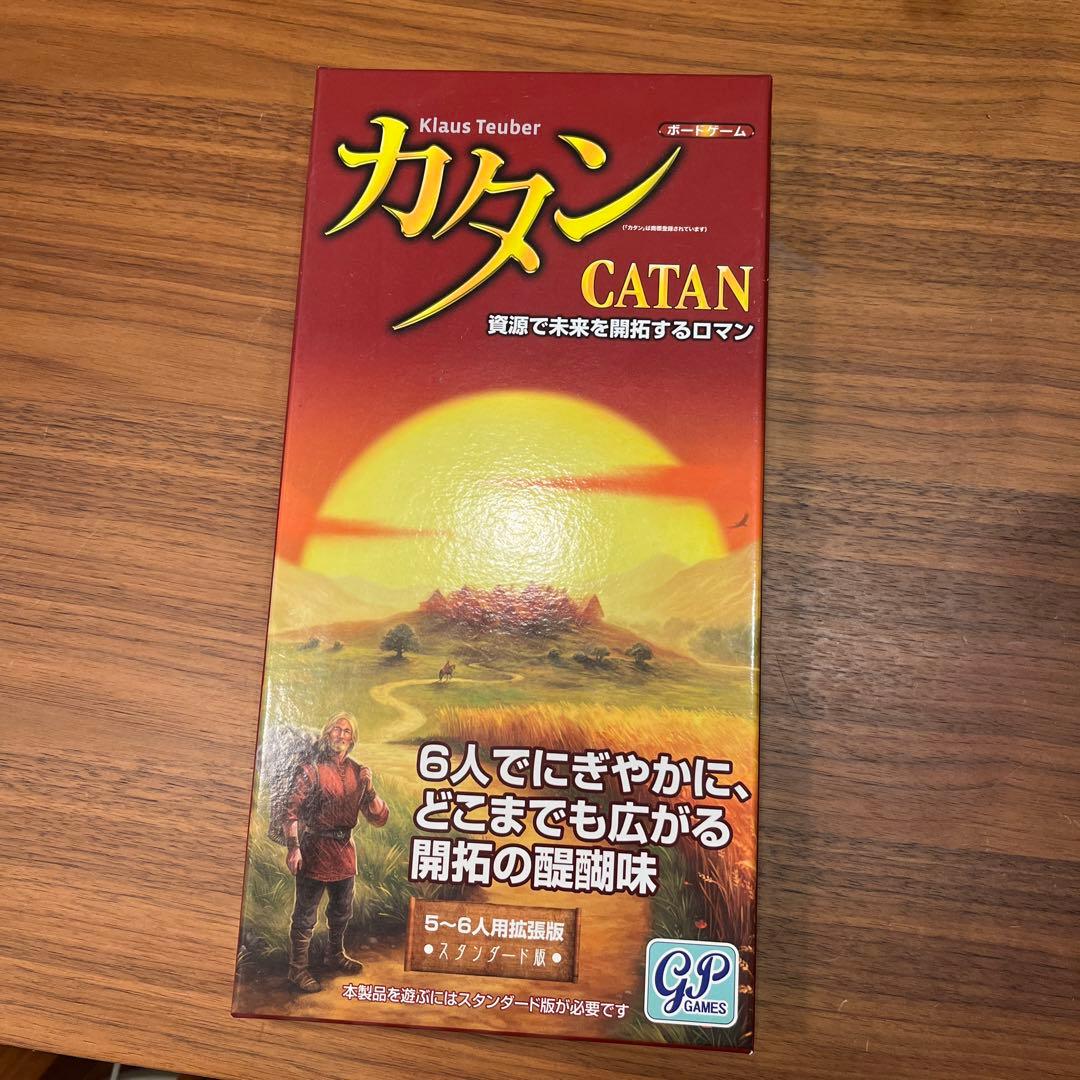 Klaus Teuber
ボードゲーム
カタン
(「カタン」は商標登録されています)
CATAN
資源で未来を開拓するロマン
6人でにぎやかに、
どこまでも広がる
開拓の醍醐味
5〜6人用拡張版
•スタンダード版•
本製品を遊ぶにはスタンダード版が必要です
GP
GAMES